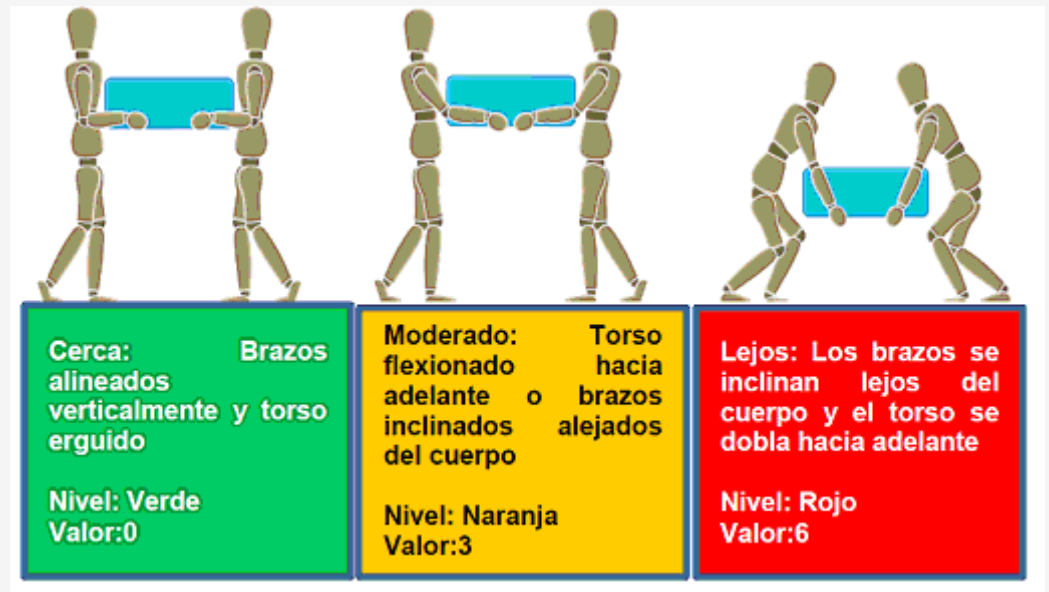 Cerca: Brazos
alineados
verticalmente y torso
erguido
Nivel: Verde
Valor:0
Moderado: Torso
flexionado hacia
adelante o brazos
inclinados alejados
del cuerpo
Nivel: Naranja
Valor:3
Lejos: Los brazos se
inclinan lejos del
cuerpo y el torso se
dobla hacia adelante
Nivel: Rojo
Valor:6